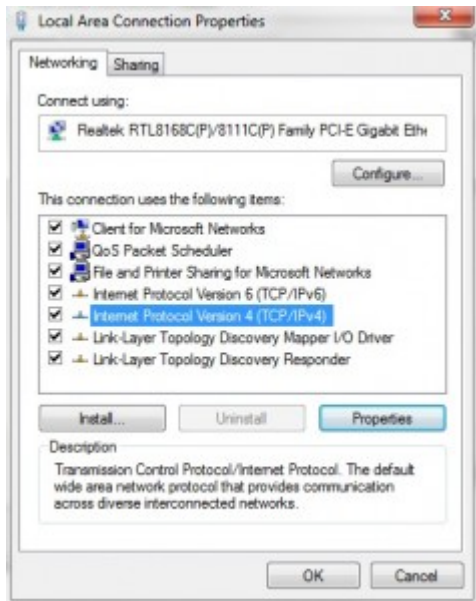 Local Area Connection Properties
Networking
Sharing
Connect using:
Realtek RTL8168C(P)/8111C(P) Family PCI-E Gigabit Ethe
Configure...
This connection uses the following items:
Client for Microsoft Networks
QoS Packet Scheduler
File and Printer Sharing for Microsoft Networks
Internet Protocol Version 6 (TCP/IPv6)
Internet Protocol Version 4 (TCP/IPv4)
Link-Layer Topology Discovery Mapper I/O Driver
Link-Layer Topology Discovery Responder
Install...
Uninstall
Properties
Description
Transmission Control Protocol/Internet Protocol. The default
wide area network protocol that provides communication
across diverse interconnected networks.
OK
Cancel